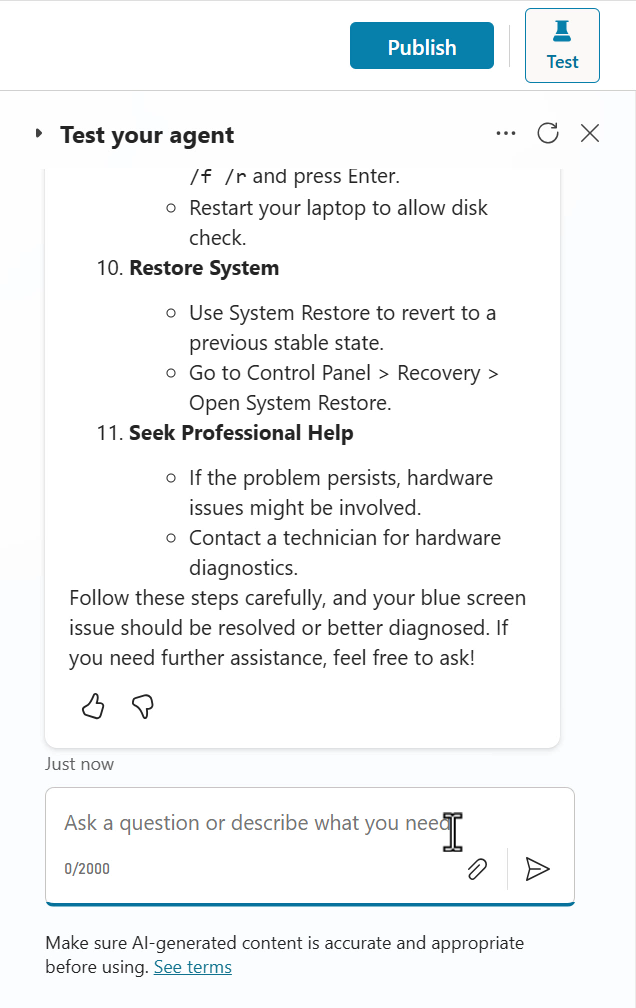 Publish
Test
Test your agent
/f /r and press Enter.
Restart your laptop to allow disk
check.
10. Restore System
Use System Restore to revert to a
previous stable state.
Go to Control Panel > Recovery >
Open System Restore.
11. Seek Professional Help
If the problem persists, hardware
issues might be involved.
Contact a technician for hardware
diagnostics.
Follow these steps carefully, and your blue screen
issue should be resolved or better diagnosed. If
you need further assistance, feel free to ask!
Just now
Ask a question or describe what you need
0/2000
Make sure AI-generated content is accurate and appropriate
before using. See terms